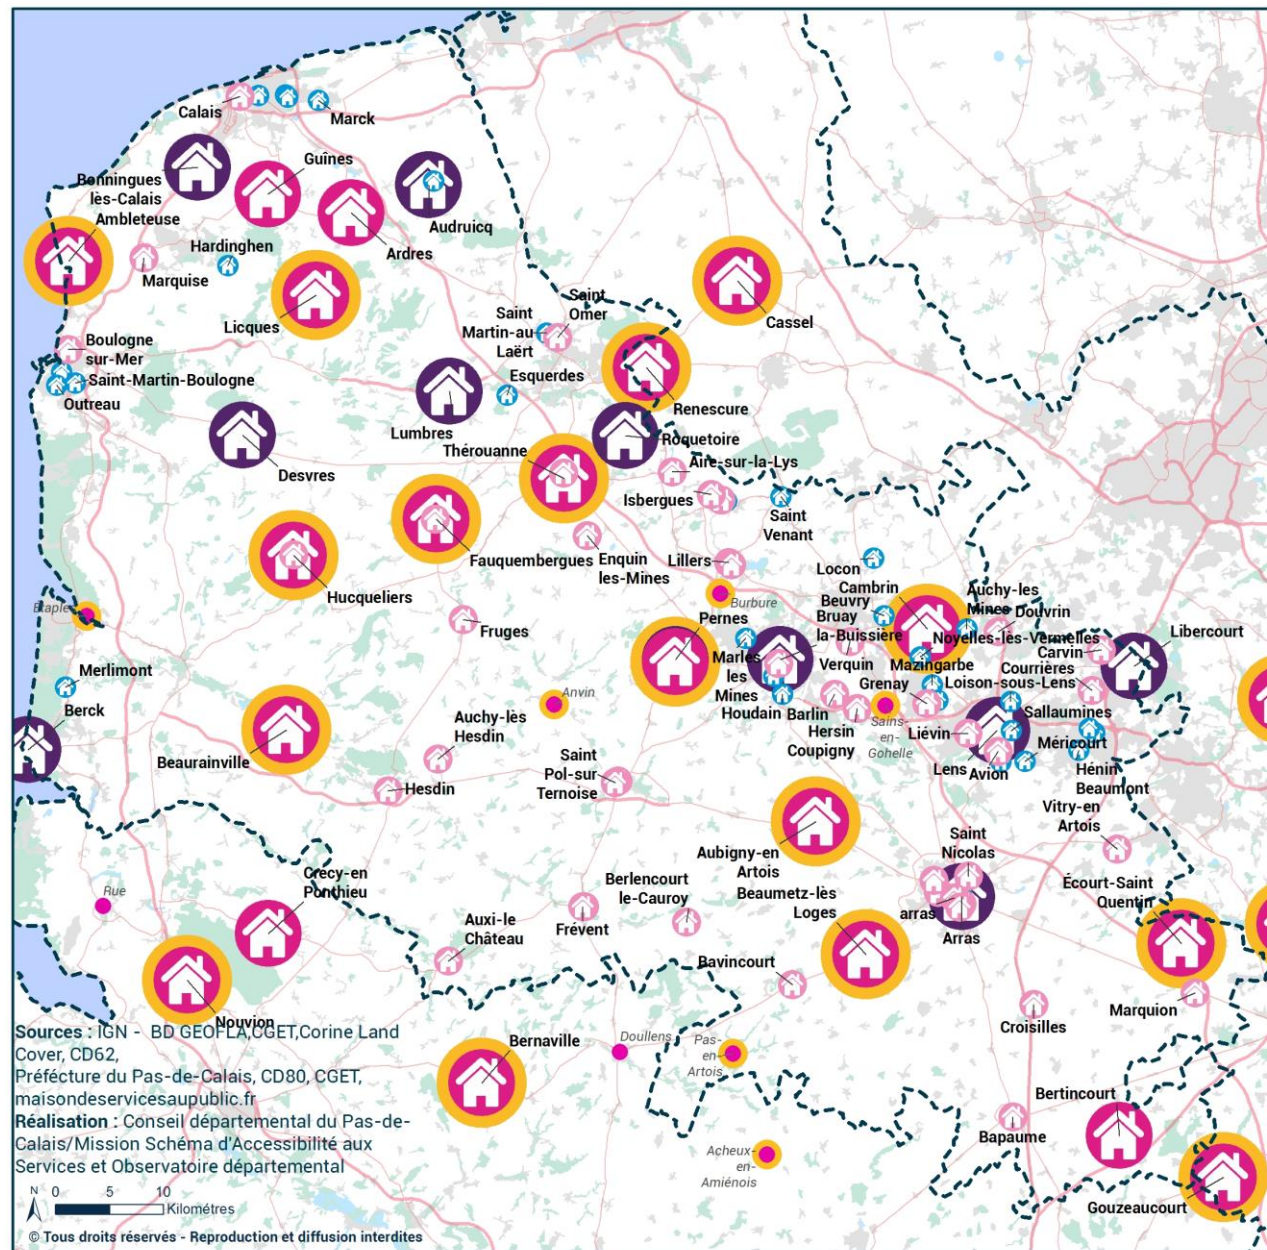 Calais
Marck
Bonningues
lès-Calais
Guînes
Ambleteuse
Audruicq
Ardres
Hardinghen
Marquise
Licques
Cassel
Saint
Omer
Saint
Martin-au
Laërt
Boulogne
sur-Mer
Saint-Martin-Boulogne
Outreau
Esquerdes
Renescure
Lumbres
Roquetoire
Desvres
Thérouanne
Aire-sur-la-Lys
Isbergues
Saint
Venant
Fauquembergues
Enquin
les-Mines
Lillers
Locon
Hucqueliers
Burbure
Cambrin
Auchy-les
Mines
Douvrin
Beuvry
Bruay
la-Buissière
Noyelles-lès-Vermelles
Libercourt
Carvin
Fruges
Pernes
Verquin
Mazingarbe
Courrières
Loison-sous-Lens
Grenay
Marles
les
Mines
Houdain
Barlin
Hersin
Coupigny
Sains-
en-
Gohelle
Liévin
Sallaumines
Méricourt
Lens
Avion
Hénin
Beaumont
Etaples
Merlimont
Berck
Anvin
Beaurainville
Auchy-lès
Hesdin
Hesdin
Saint
Pol-sur
Ternoise
Vitry-en
Artois
Aubigny-en
Artois
Saint
Nicolas
Beaumetz-lès
Loges
arras
Arras
Écourt-Saint
Quentin
Rue
Crécy-en
Ponthieu
Berlencourt
le-Cauroy
Frévent
Auxi-le
Château
Bavincourt
Marquion
Croisilles
Nouvion
Bernaville
Doullens
Pas-
en-
Artois
Bertincourt
Bapaume
Acheux-
en-
Amiénois
Gouzeaucourt
Sources : IGN - BD GEOFLA,CGET,Corine Land
Cover, CD62,
Préfécture du Pas-de-Calais, CD80, CGET,
maisondeservicesaupublic.fr
Réalisation : Conseil départemental du Pas-de-
Calais/Mission Schéma d'Accessibilité aux
Services et Observatoire départemental
N 0 5 10
Kilométres
© Tous droits réservés - Reproduction et diffusion interdites